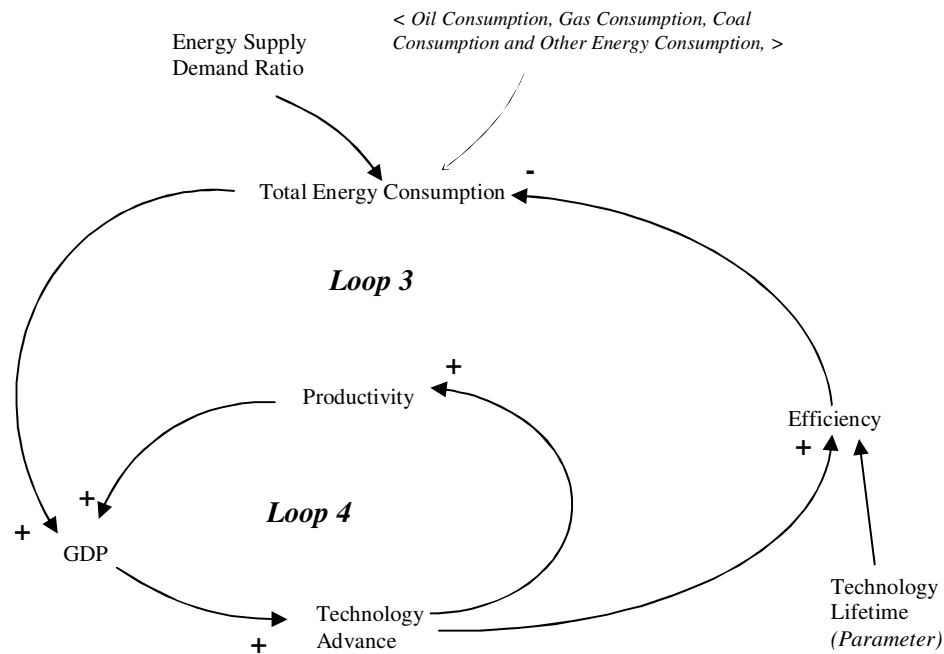 < Oil Consumption, Gas Consumption, Coal
Consumption and Other Energy Consumption, >
Energy Supply
Demand Ratio
-
Total Energy Consumption
Loop 3
+
Productivity
Efficiency
+
+
Loop 4
+
GDP
Technology
Advance
+
Technology
Lifetime
(Parameter)